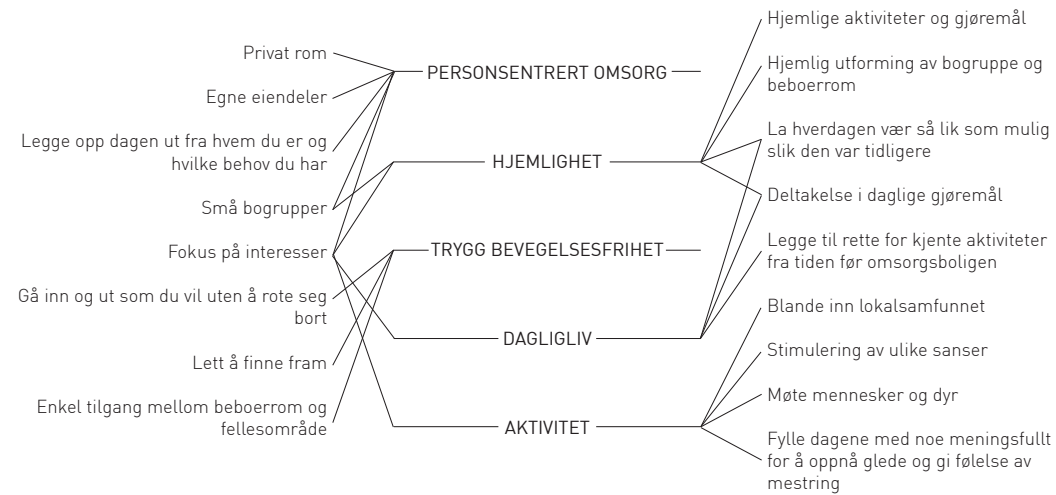 Privat rom
Egne eiendeler
Legge opp dagen ut fra hvem du er og
hvilke behov du har
Små bogrupper
Fokus på interesser
Gå inn og ut som du vil uten å rote seg
bort
Lett å finne fram
Enkel tilgang mellom beboerrom og
fellesområde
PERSONSENTRERT OMSORG
HJEMLIGHET
TRYGG BEVEGELSESFRIHET
DAGLIGLIV
AKTIVITET
Hjemlige aktiviteter og gjøremål
Hjemlig utforming av bogruppe og
beboerrom
La hverdagen vær så lik som mulig
slik den var tidligere
Deltakelse i daglige gjøremål
Legge til rette for kjente aktiviteter
fra tiden før omsorgsboligen
Blande inn lokalsamfunnet
Stimulering av ulike sanser
Møte mennesker og dyr
Fylle dagene med noe meningsfullt
for å oppnå glede og gi følelse av
mestring